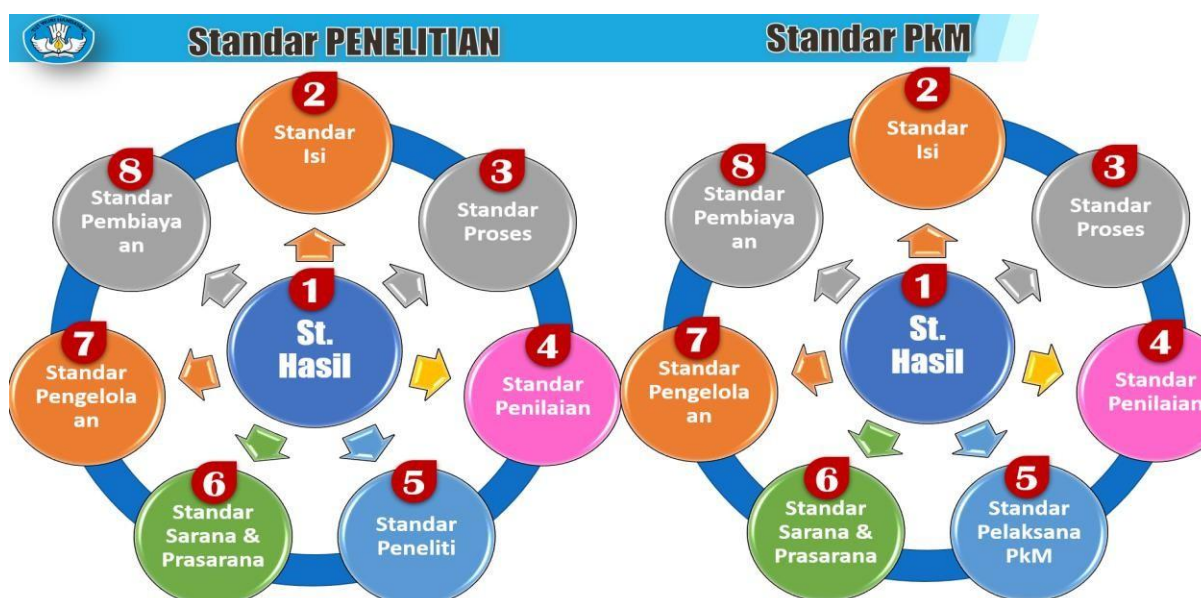 Standar PENELITIAN
2
Standar
Isi
3
Standar
Proses
4
Standar
Penilaian
5
Standar
Peneliti
6
Standar
Sarana &
Prasarana
7
Standar
Pengelola
an
8
Standar
Pembiaya
an
1
St.
Hasil
Standar PkM
2
Standar
Isi
3
Standar
Proses
4
Standar
Penilaian
5
Standar
Pelaksana
PkM
6
Standar
Sarana &
Prasarana
7
Standar
Pengelola
an
8
Standar
Pembiaya
an
1
St.
Hasil